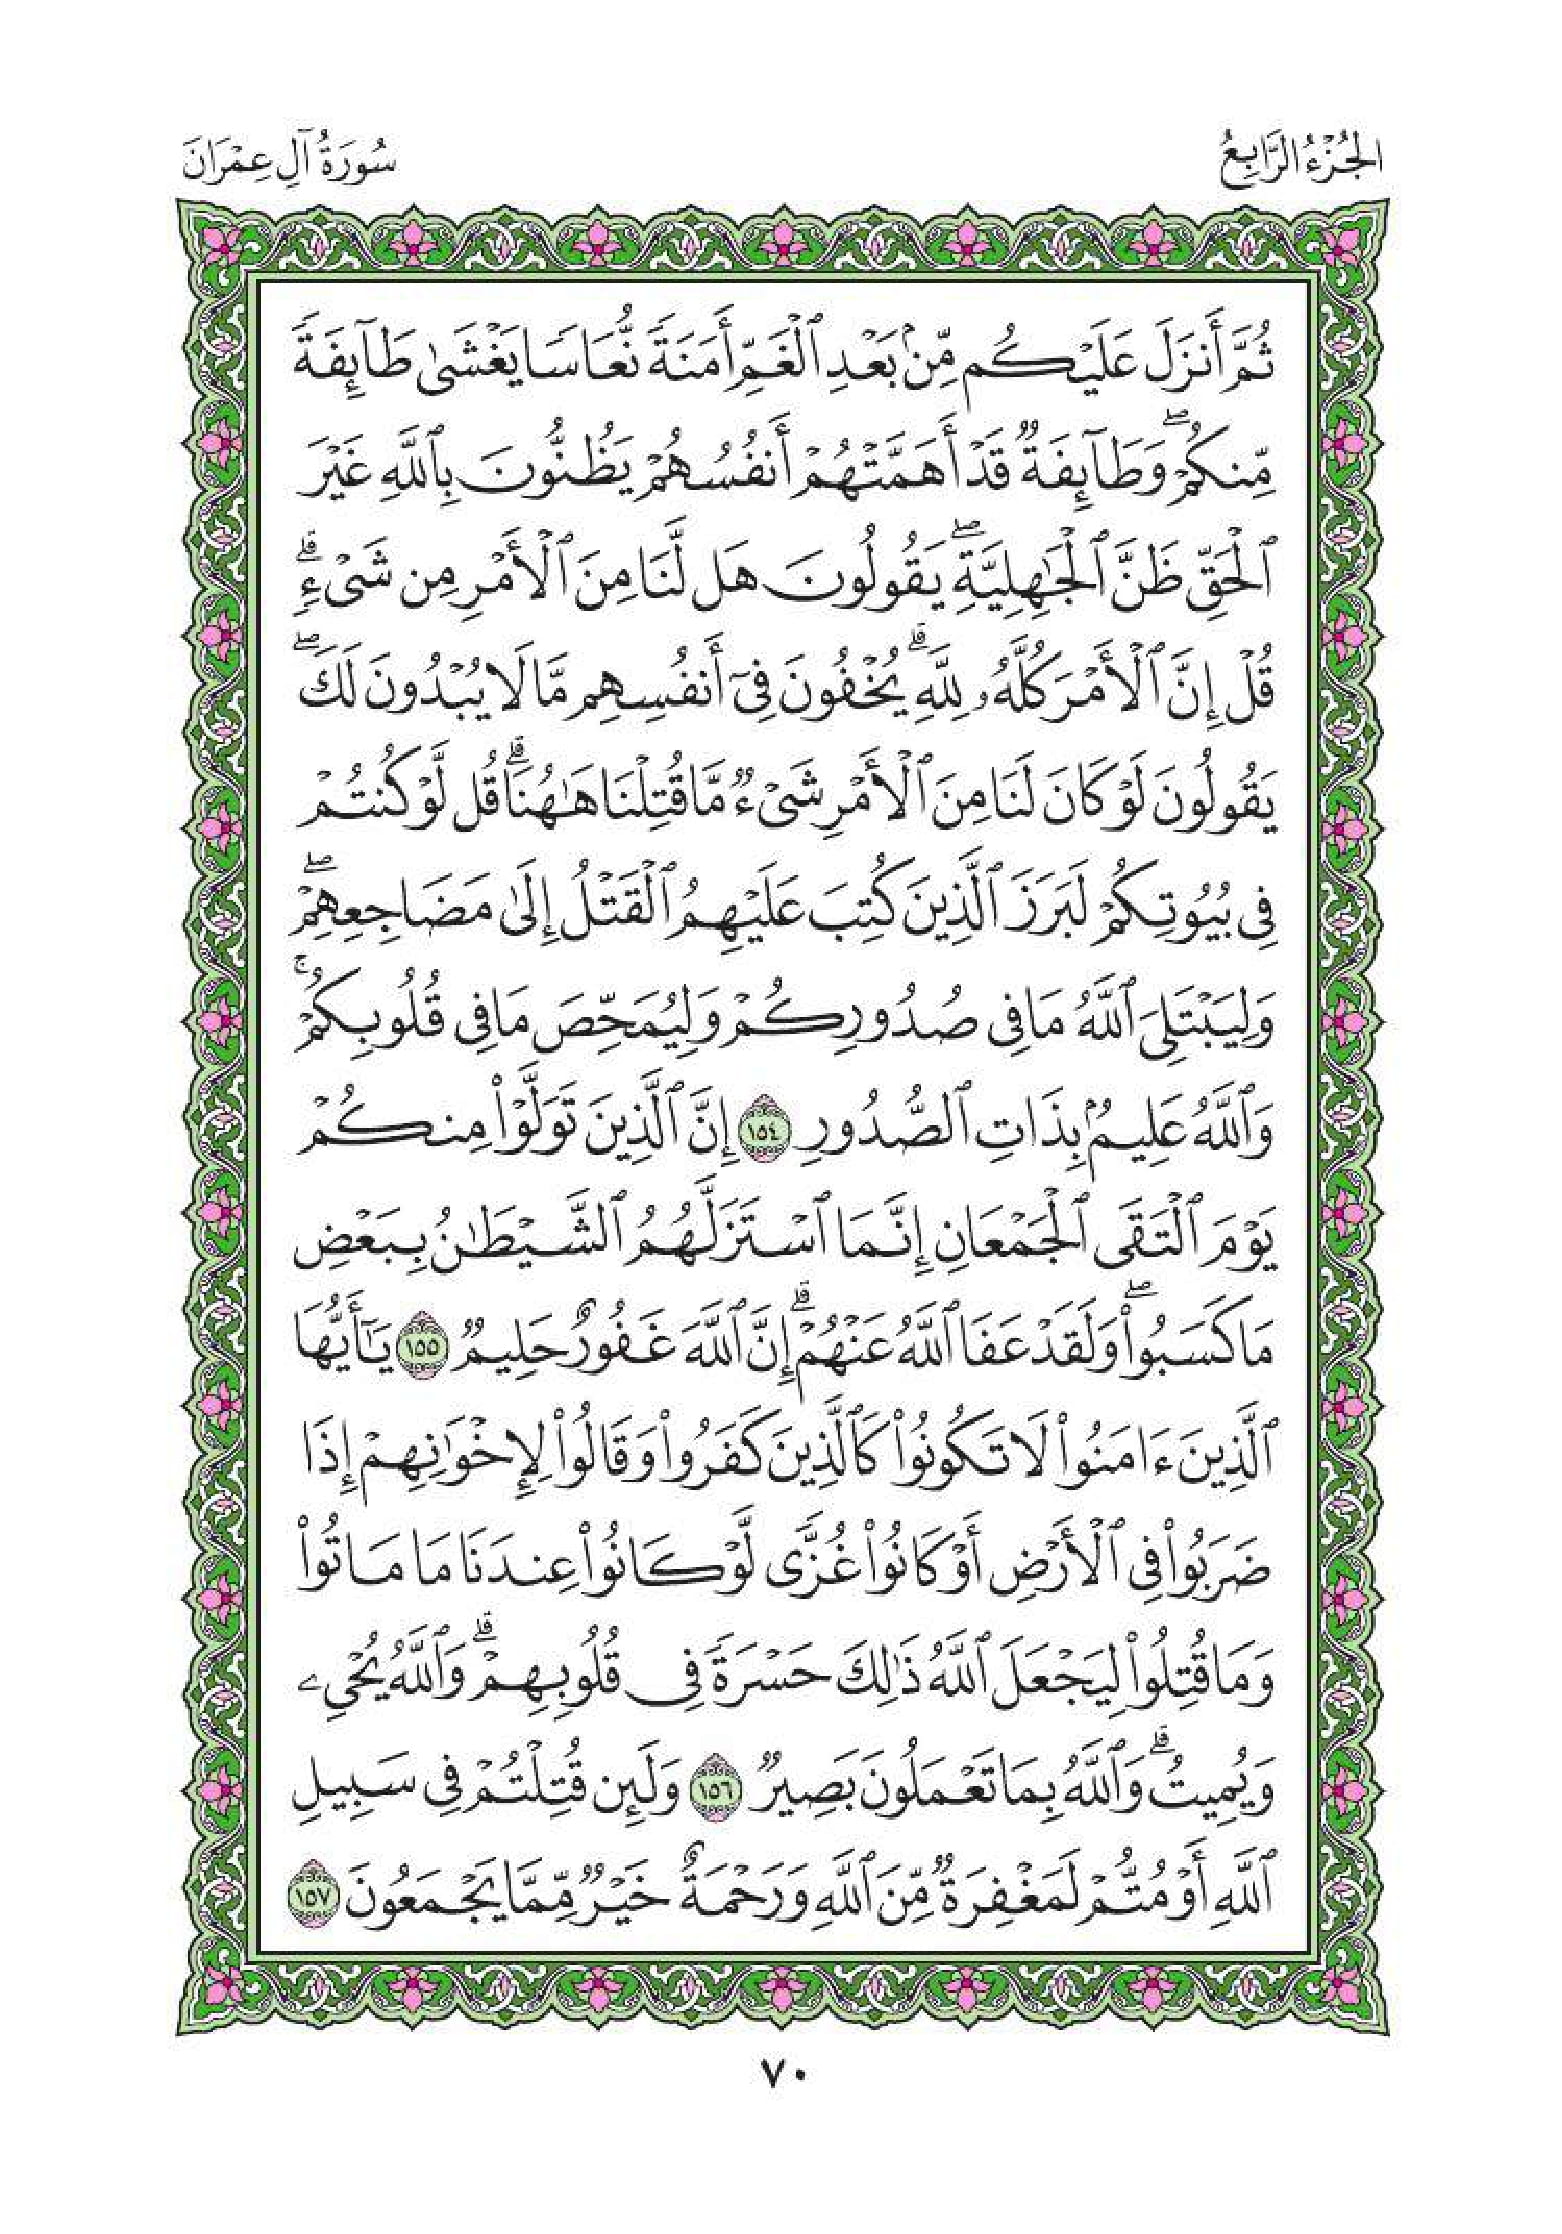 الجُزْءُ الرَّابِعُ
سُورَةُ آلِ عِمْرَانَ
ثُمَّ أَنزَلَ عَلَيْكُم مِّنۢ بَعْدِ ٱلْغَمِّ أَمَنَةً نُّعَاسًا يَغْشَىٰ طَآئِفَةً
مِّنكُمْ ۖ وَطَآئِفَةٌ قَدْ أَهَمَّتْهُمْ أَنفُسُهُمْ يَظُنُّونَ بِٱللَّهِ غَيْرَ
ٱلْحَقِّ ظَنَّ ٱلْجَٰهِلِيَّةِ ۖ يَقُولُونَ هَل لَّنَا مِنَ ٱلْأَمْرِ مِن شَىْءٍ ۗ
قُلْ إِنَّ ٱلْأَمْرَ كُلَّهُۥ لِلَّهِ ۗ يُخْفُونَ فِىٓ أَنفُسِهِم مَّا لَا يُبْدُونَ لَكَ ۖ
يَقُولُونَ لَوْ كَانَ لَنَا مِنَ ٱلْأَمْرِ شَىْءٌ مَّا قُتِلْنَا هَٰهُنَا ۗ قُل لَّوْ كُنتُمْ
فِى بُيُوتِكُمْ لَبَرَزَ ٱلَّذِينَ كُتِبَ عَلَيْهِمُ ٱلْقَتْلُ إِلَىٰ مَضَاجِعِهِمْ ۖ
وَلِيَبْتَلِىَ ٱللَّهُ مَا فِى صُدُورِكُمْ وَلِيُمَحِّصَ مَا فِى قُلُوبِكُمْ ۚ
وَٱللَّهُ عَلِيمٌۢ بِذَاتِ ٱلصُّدُورِ ١٥٤ إِنَّ ٱلَّذِينَ تَوَلَّوْا۟ مِنكُمْ
يَوْمَ ٱلْتَقَى ٱلْجَمْعَانِ إِنَّمَا ٱسْتَزَلَّهُمُ ٱلشَّيْطَٰنُ بِبَعْضِ
مَا كَسَبُوا۟ ۖ وَلَقَدْ عَفَا ٱللَّهُ عَنْهُمْ ۗ إِنَّ ٱللَّهَ غَفُورٌ حَلِيمٌ ١٥٥ يَٰٓأَيُّهَا
ٱلَّذِينَ ءَامَنُوا۟ لَا تَكُونُوا۟ كَٱلَّذِينَ كَفَرُوا۟ وَقَالُوا۟ لِإِخْوَٰنِهِمْ إِذَا
ضَرَبُوا۟ فِى ٱلْأَرْضِ أَوْ كَانُوا۟ غُزًّى لَّوْ كَانُوا۟ عِندَنَا مَا مَاتُوا۟
وَمَا قُتِلُوا۟ لِيَجْعَلَ ٱللَّهُ ذَٰلِكَ حَسْرَةً فِى قُلُوبِهِمْ ۗ وَٱللَّهُ يُحْىِۦ
وَيُمِيتُ ۗ وَٱللَّهُ بِمَا تَعْمَلُونَ بَصِيرٌ ١٥٦ وَلَئِن قُتِلْتُمْ فِى سَبِيلِ
ٱللَّهِ أَوْ مُتُّمْ لَمَغْفِرَةٌ مِّنَ ٱللَّهِ وَرَحْمَةٌ خَيْرٌ مِّمَّا يَجْمَعُونَ ١٥٧
٧٠